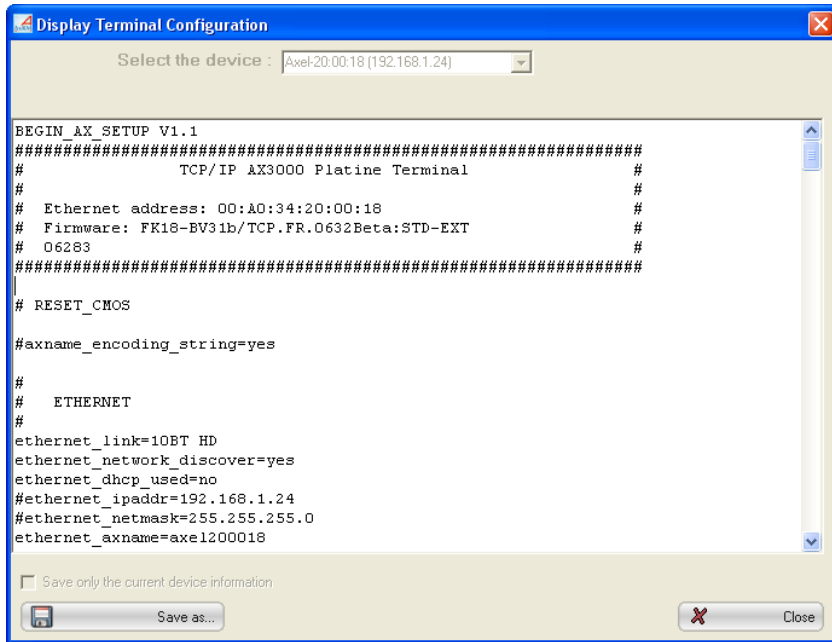 Display Terminal Configuration
Select the device : Axel-20:00:18 (192.168.1.24)
BEGIN_AX_SETUP V1.1
#################################################################
# TCP/IP AX3000 Platine Terminal #
# #
# Ethernet address: 00:A0:34:20:00:18 #
# Firmware: FK18-BV31b/TCP.FR.0632Beta:STD-EXT #
# 06283 #
#################################################################
# RESET_CMOS
#axname_encoding_string=yes
#
# ETHERNET
#
ethernet_link=10BT HD
ethernet_network_discover=yes
ethernet_dhcp_used=no
#ethernet_ipaddr=192.168.1.24
#ethernet_netmask=255.255.255.0
ethernet_axname=axel200018
Save only the current device information
Save as... Close